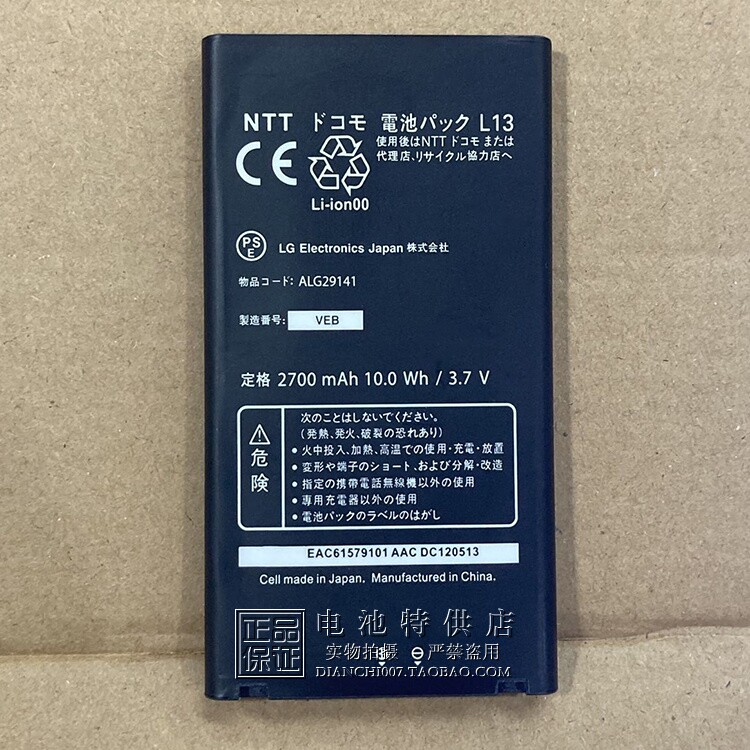 NTT ドコモ 電池パック L13
使用後はNTT ドコモ または
代理店、リサイクル協力店へ
CE
Li-ion00
PSE
LG Electronics Japan 株式会社
物品コード: ALG29141
製造番号: VEB
定格 2700 mAh 10.0 Wh / 3.7 V
危険
次のことはしないでください。
(発熱、発火、破裂の恐れあり)
• 火中投入、加熱、高温での使用・充電・放置
• 変形や端子のショート、および分解・改造
• 指定の携帯電話無線機以外の使用
• 専用充電器以外の使用
• 電池パックのラベルのはがし
EAC61579101 AAC DC120513
Cell made in Japan. Manufactured in China.
正品保证
电池特供店
实物拍摄 严禁盗用
DIANCHI007.TAOBAO.COM